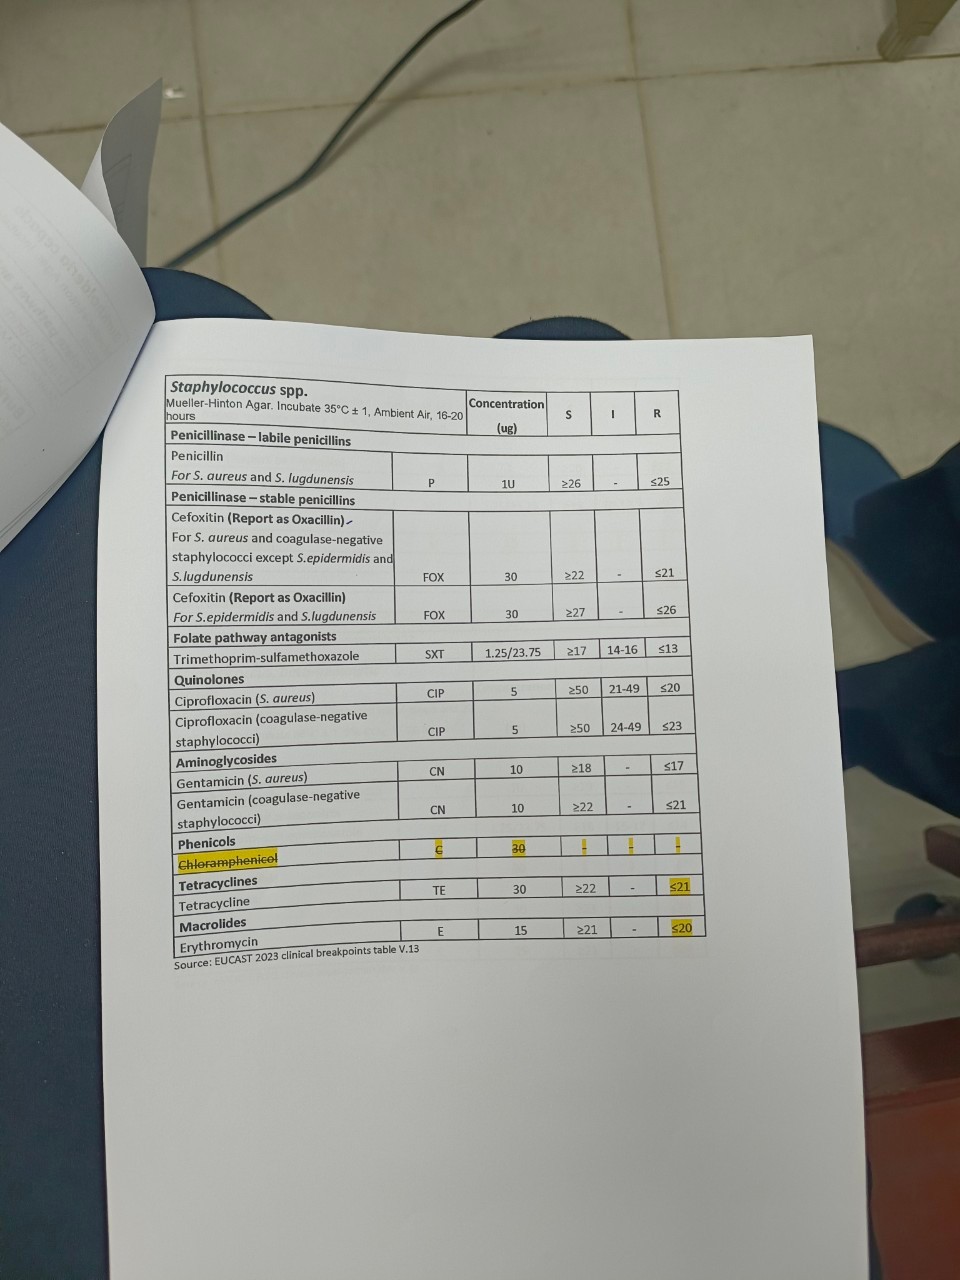 Staphylococcus spp.
Mueller-Hinton Agar. Incubate 35°C ± 1, Ambient Air, 16-20
hours
Concentration
(ug)
S I R
Penicillinase – labile penicillins
Penicillin
For S. aureus and S. lugdunensis P 1U ≥26 - ≤25
Penicillinase – stable penicillins
Cefoxitin (Report as Oxacillin)
For S. aureus and coagulase-negative
staphylococci except S.epidermidis and
S.lugdunensis FOX 30 ≥22 - ≤21
Cefoxitin (Report as Oxacillin)
For S.epidermidis and S.lugdunensis FOX 30 ≥27 - ≤26
Folate pathway antagonists
Trimethoprim-sulfamethoxazole SXT 1.25/23.75 ≥17 14-16 ≤13
Quinolones
Ciprofloxacin (S. aureus) CIP 5 ≥50 21-49 ≤20
Ciprofloxacin (coagulase-negative
staphylococci) CIP 5 ≥50 24-49 ≤23
Aminoglycosides
Gentamicin (S. aureus) CN 10 ≥18 - ≤17
Gentamicin (coagulase-negative
staphylococci) CN 10 ≥22 - ≤21
Phenicols
Chloramphenicol C 30 - - -
Tetracyclines
Tetracycline TE 30 ≥22 - ≤21
Macrolides
Erythromycin E 15 ≥21 - ≤20
Source: EUCAST 2023 clinical breakpoints table V.13